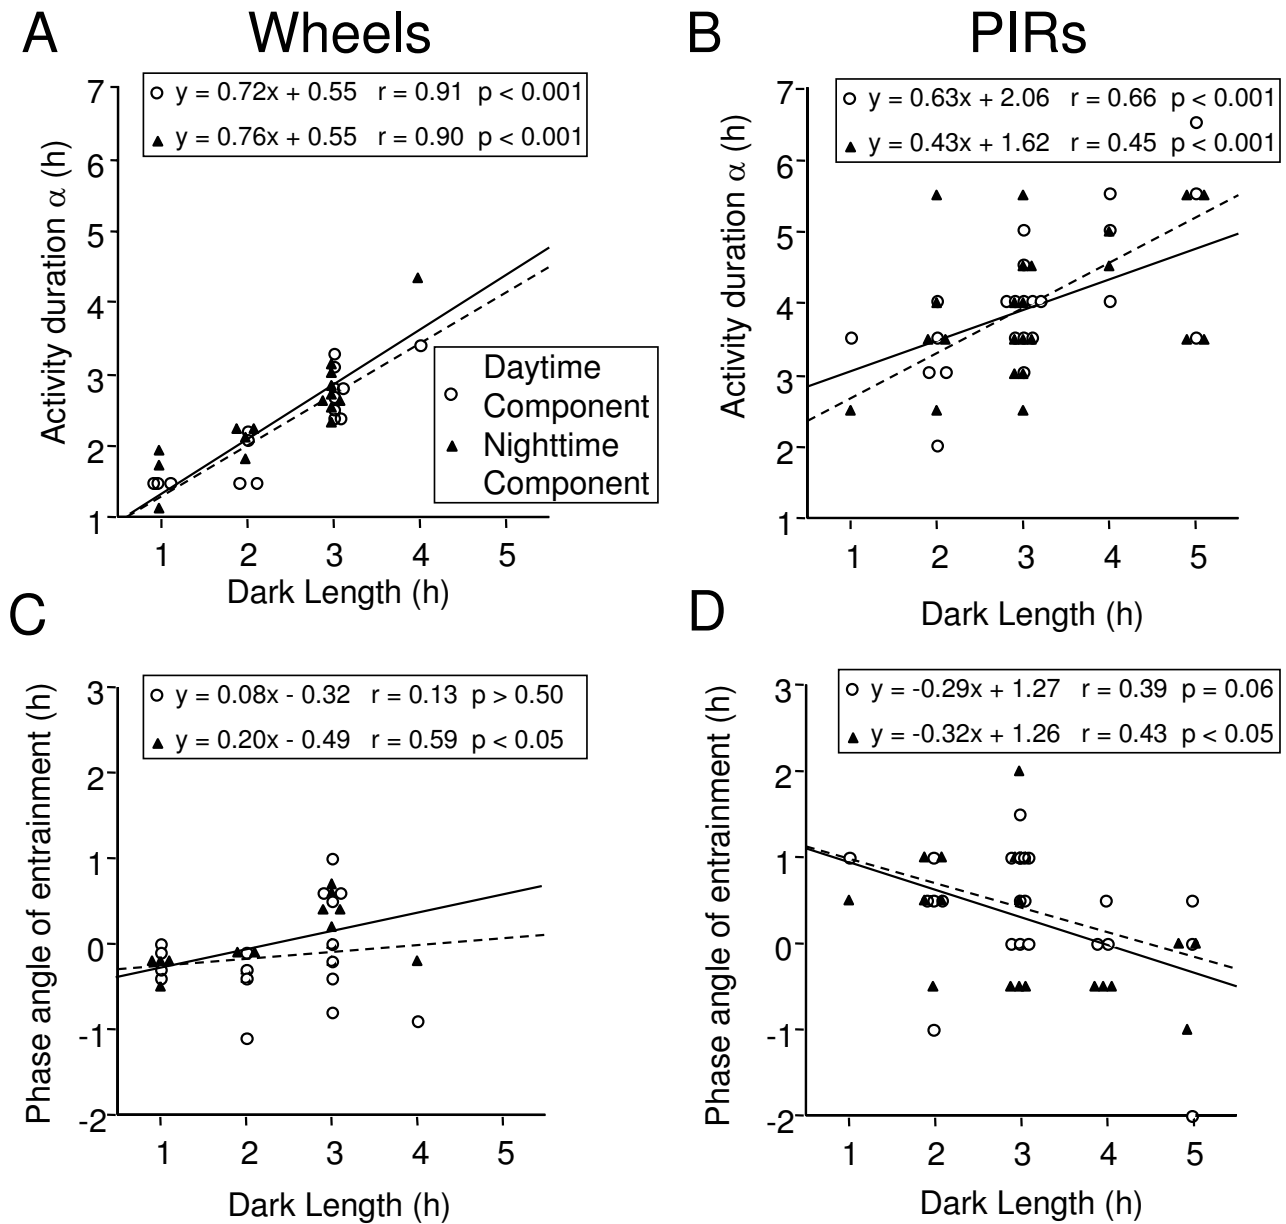 A Wheels
y = 0.72x + 0.55 r = 0.91 p < 0.001
y = 0.76x + 0.55 r = 0.90 p < 0.001
7
6
5
4
3
2
1
Activity duration α (h)
Daytime
Component
Nighttime
Component
1 2 3 4 5
Dark Length (h)
B PIRs
y = 0.63x + 2.06 r = 0.66 p < 0.001
y = 0.43x + 1.62 r = 0.45 p < 0.001
7
6
5
4
3
2
1
Activity duration α (h)
1 2 3 4 5
Dark Length (h)
C
y = 0.08x - 0.32 r = 0.13 p > 0.50
y = 0.20x - 0.49 r = 0.59 p < 0.05
3
2
1
0
-1
-2
Phase angle of entrainment (h)
1 2 3 4 5
Dark Length (h)
D
y = -0.29x + 1.27 r = 0.39 p = 0.06
y = -0.32x + 1.26 r = 0.43 p < 0.05
3
2
1
0
-1
-2
Phase angle of entrainment (h)
1 2 3 4 5
Dark Length (h)